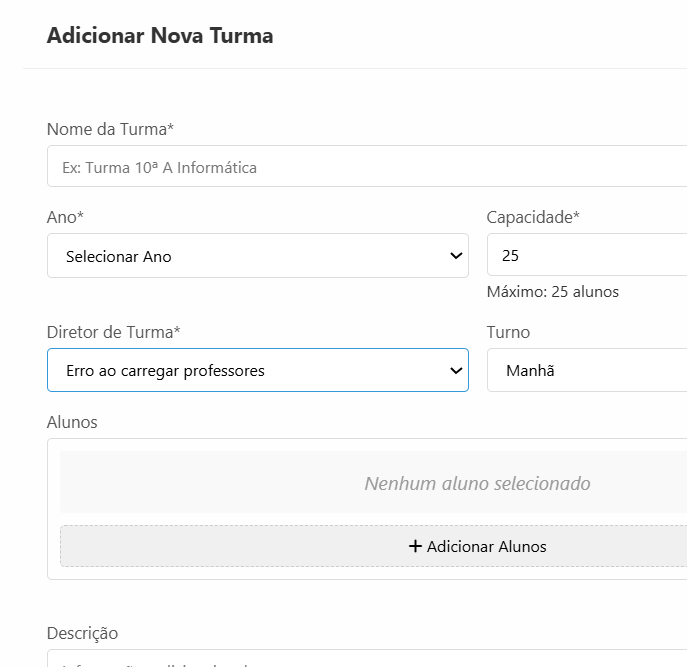 Adicionar Nova Turma
Nome da Turma*
Ex: Turma 10ª A Informática
Ano*
Capacidade*
Selecionar Ano
25
Máximo: 25 alunos
Diretor de Turma*
Turno
Erro ao carregar professores
Manhã
Alunos
Nenhum aluno selecionado
+ Adicionar Alunos
Descrição